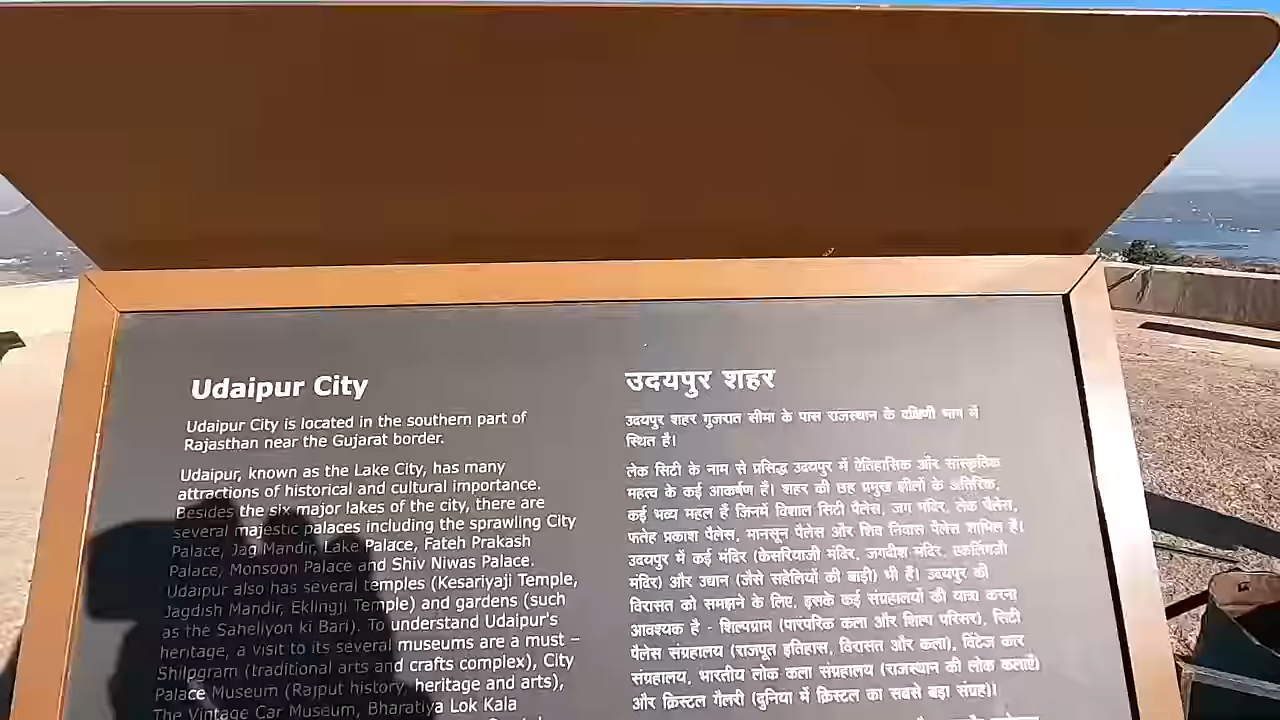 Udaipur City
Udaipur City is located in the southern part of
Rajasthan near the Gujarat border.
Udaipur, known as the Lake City, has many
attractions of historical and cultural importance.
Besides the six major lakes of the city, there are
several majestic palaces including the sprawling City
Palace, Jag Mandir, Lake Palace, Fateh Prakash
Palace, Monsoon Palace and Shiv Niwas Palace.
Udaipur also has several temples (Kesariyaji Temple,
Jagdish Mandir, Eklingji Temple) and gardens (such
as the Saheliyon ki Bari). To understand Udaipur's
heritage, a visit to its several museums are a must –
Shilpgram (traditional arts and crafts complex), City
Palace Museum (Rajput history, heritage and arts),
The Vintage Car Museum, Bharatiya Lok Kala
उदयपुर शहर
उदयपुर शहर गुजरात सीमा के पास राजस्थान के दक्षिणी भाग में
स्थित है।
लेक सिटी के नाम से प्रसिद्ध उदयपुर में ऐतिहासिक और सांस्कृतिक
महत्व के कई आकर्षण हैं। शहर की छह प्रमुख झीलों के अतिरिक्त,
कई भव्य महल हैं जिनमें विशाल सिटी पैलेस, जग मंदिर, लेक पैलेस,
फतेह प्रकाश पैलेस, मानसून पैलेस और शिव निवास पैलेस शामिल हैं।
उदयपुर में कई मंदिर (केसरियाजी मंदिर, जगदीश मंदिर, एकलिंगजी
मंदिर) और उद्यान (जैसे सहेलियों की बाड़ी) भी हैं। उदयपुर की
विरासत को समझने के लिए, इसके कई संग्रहालयों की यात्रा करना
आवश्यक है - शिल्पग्राम (पारंपरिक कला और शिल्प परिसर), सिटी
पैलेस संग्रहालय (राजपूत इतिहास, विरासत और कला), विंटेज कार
संग्रहालय, भारतीय लोक कला संग्रहालय (राजस्थान की लोक कलाएँ)
और क्रिस्टल गैलरी (दुनिया में क्रिस्टल का सबसे बड़ा संग्रह)।